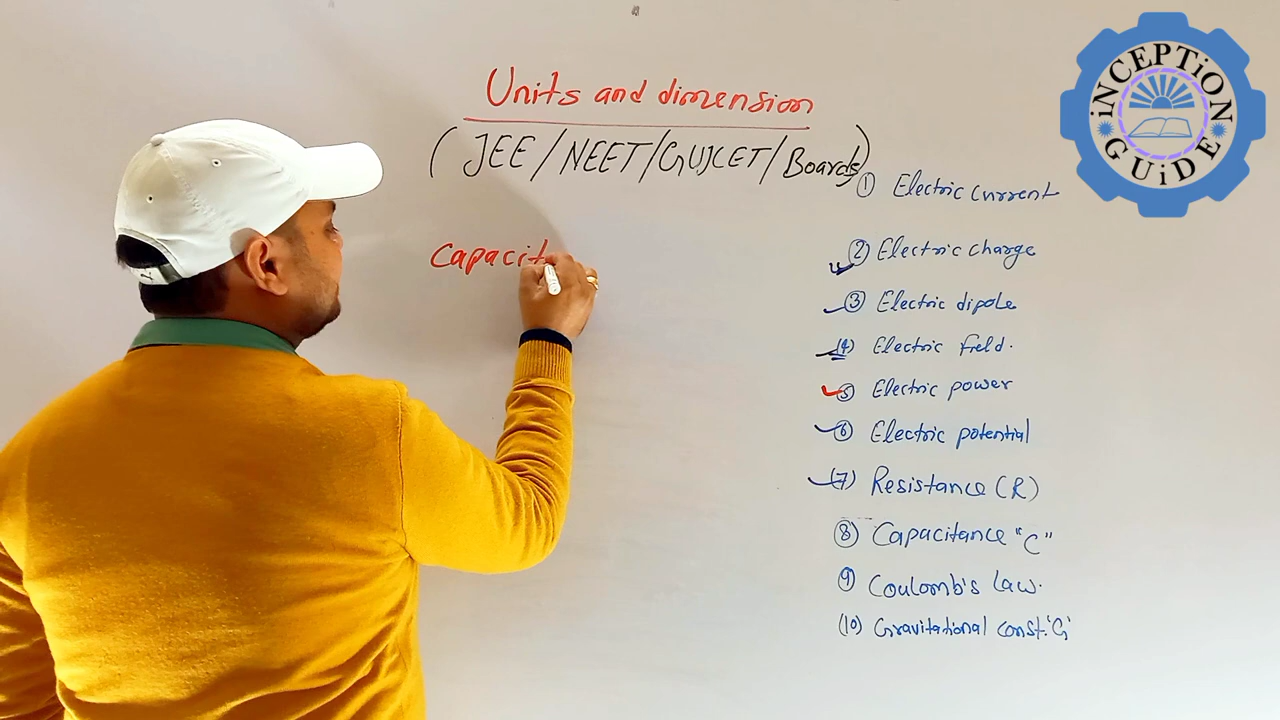 Units and dimension
(JEE/NEET/GUJCET/Boards)
Capacit
① Electric current
② Electric charge
③ Electric dipole
(4) Electric field.
⑤ Electric power
⑥ Electric potential
(7) Resistance (R)
⑧ Capacitance "C"
⑨ Coulomb's Law.
(10) Gravitational const. 'G'
iNCEPTiON
GUiDE